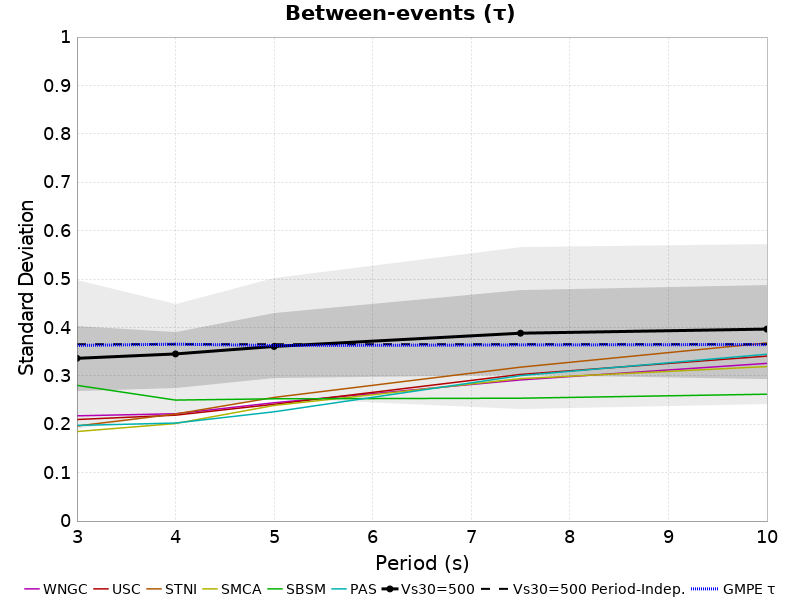 Between-events (τ)
Standard Deviation
1
0.9
0.8
0.7
0.6
0.5
0.4
0.3
0.2
0.1
0
3 4 5 6 7 8 9 10
Period (s)
WNGC USC STNI SMCA SBSM PAS Vs30=500 Vs30=500 Period-Indep. GMPE τ